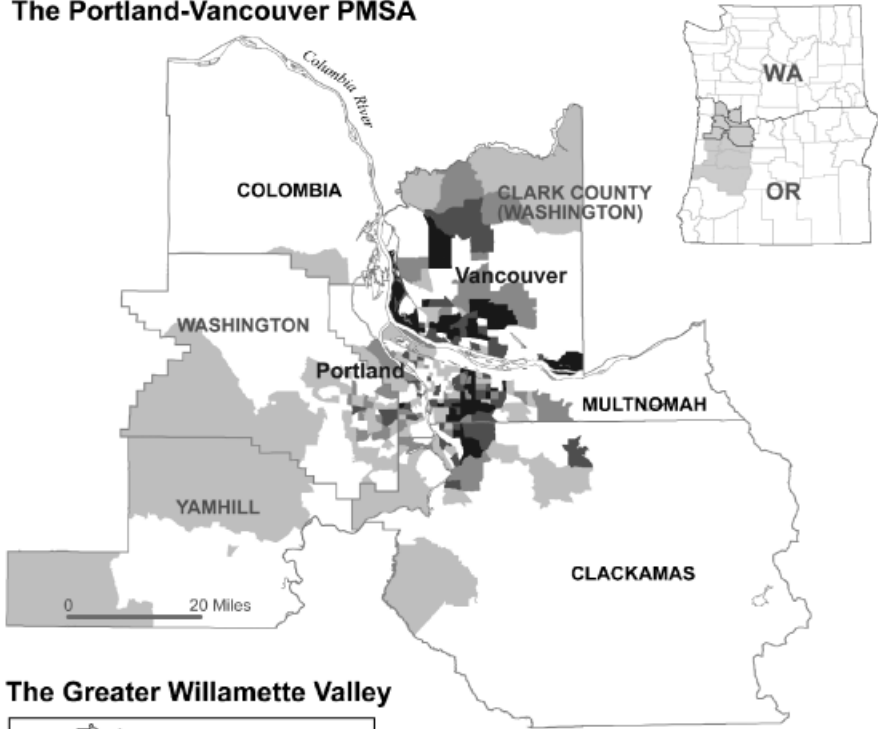 The Portland-Vancouver PMSA
Columbia River
WA
OR
COLOMBIA
CLARK COUNTY
(WASHINGTON)
Vancouver
WASHINGTON
Portland
MULTNOMAH
YAMHILL
CLACKAMAS
0 20 Miles
The Greater Willamette Valley